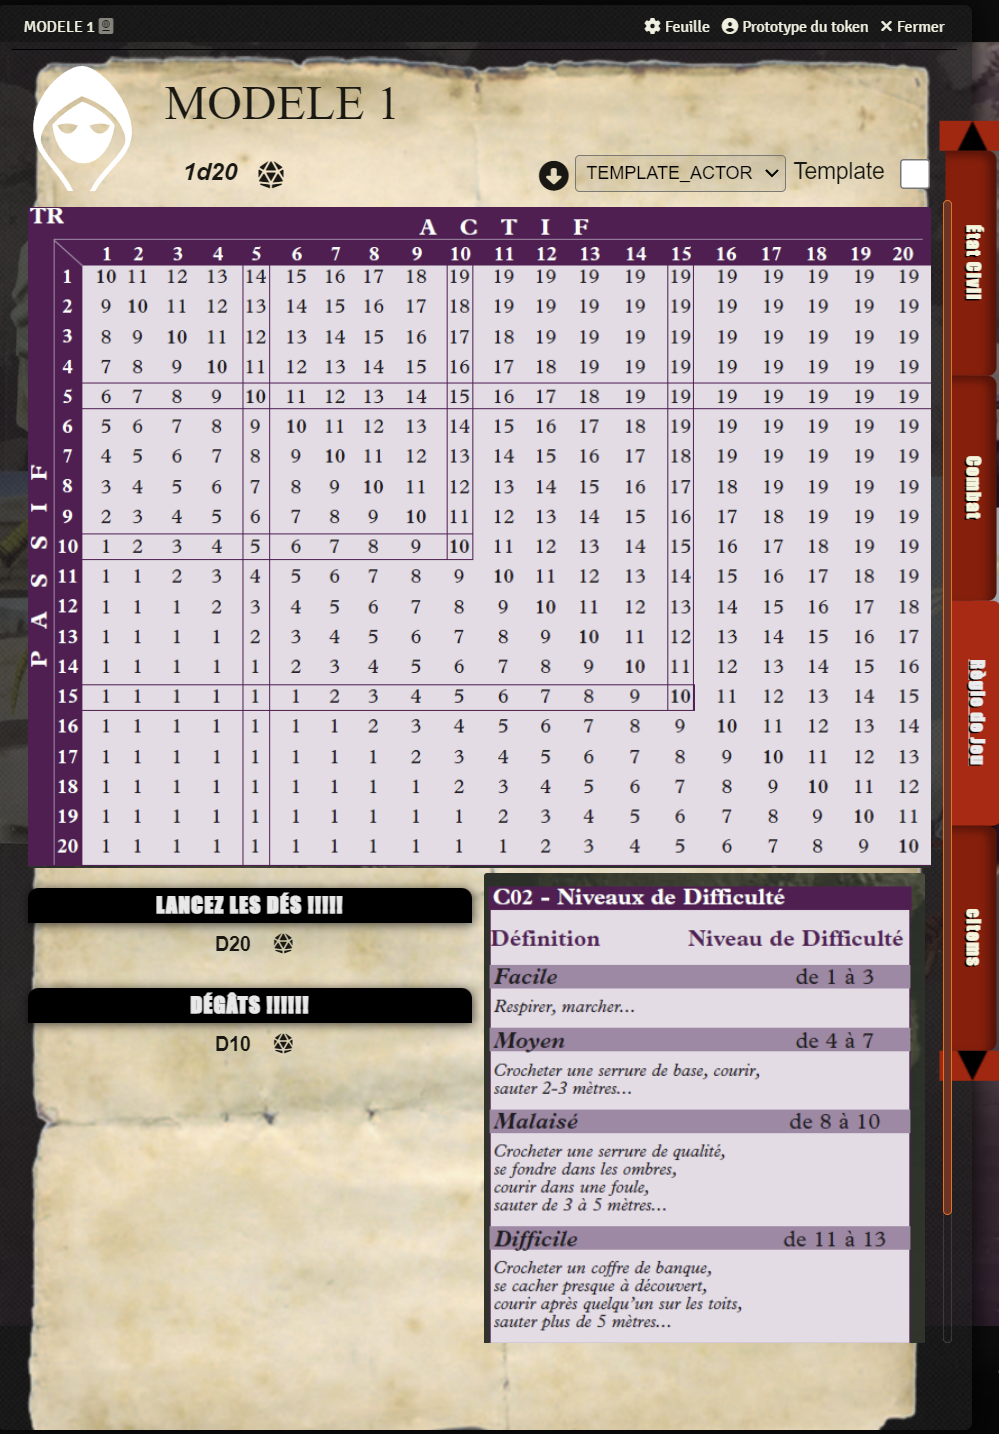 MODELE 1
Feuille Prototype du token Fermer
MODELE 1
1d20
TEMPLATE_ACTOR Template
TR
A C T I F
1 2 3 4 5 6 7 8 9 10 11 12 13 14 15 16 17 18 19 20
PASSIF
1 10 11 12 13 14 15 16 17 18 19 19 19 19 19 19 19 19 19 19 19
2 9 10 11 12 13 14 15 16 17 18 19 19 19 19 19 19 19 19 19 19
3 8 9 10 11 12 13 14 15 16 17 18 19 19 19 19 19 19 19 19 19
4 7 8 9 10 11 12 13 14 15 16 17 18 19 19 19 19 19 19 19 19
5 6 7 8 9 10 11 12 13 14 15 16 17 18 19 19 19 19 19 19 19
6 5 6 7 8 9 10 11 12 13 14 15 16 17 18 19 19 19 19 19 19
7 4 5 6 7 8 9 10 11 12 13 14 15 16 17 18 19 19 19 19 19
8 3 4 5 6 7 8 9 10 11 12 13 14 15 16 17 18 19 19 19 19
9 2 3 4 5 6 7 8 9 10 11 12 13 14 15 16 17 18 19 19 19
10 1 2 3 4 5 6 7 8 9 10 11 12 13 14 15 16 17 18 19 19
11 1 1 2 3 4 5 6 7 8 9 10 11 12 13 14 15 16 17 18 19
12 1 1 1 2 3 4 5 6 7 8 9 10 11 12 13 14 15 16 17 18
13 1 1 1 1 2 3 4 5 6 7 8 9 10 11 12 13 14 15 16 17
14 1 1 1 1 1 2 3 4 5 6 7 8 9 10 11 12 13 14 15 16
15 1 1 1 1 1 1 2 3 4 5 6 7 8 9 10 11 12 13 14 15
16 1 1 1 1 1 1 1 2 3 4 5 6 7 8 9 10 11 12 13 14
17 1 1 1 1 1 1 1 1 2 3 4 5 6 7 8 9 10 11 12 13
18 1 1 1 1 1 1 1 1 1 2 3 4 5 6 7 8 9 10 11 12
19 1 1 1 1 1 1 1 1 1 1 2 3 4 5 6 7 8 9 10 11
20 1 1 1 1 1 1 1 1 1 1 1 2 3 4 5 6 7 8 9 10
LANCEZ LES DÉS !!!!!
D20
DÉGÂTS !!!!!!
D10
C02 - Niveaux de Difficulté
Définition Niveau de Difficulté
Facile de 1 à 3
Respirer, marcher...
Moyen de 4 à 7
Crocheter une serrure de base, courir,
sauter 2-3 mètres...
Malaisé de 8 à 10
Crocheter une serrure de qualité,
se fondre dans les ombres,
courir dans une foule,
sauter de 3 à 5 mètres...
Difficile de 11 à 13
Crocheter un coffre de banque,
se cacher presque à découvert,
courir après quelqu'un sur les toits,
sauter plus de 5 mètres...
État Civil
Combat
Règle de Jeu
cItems